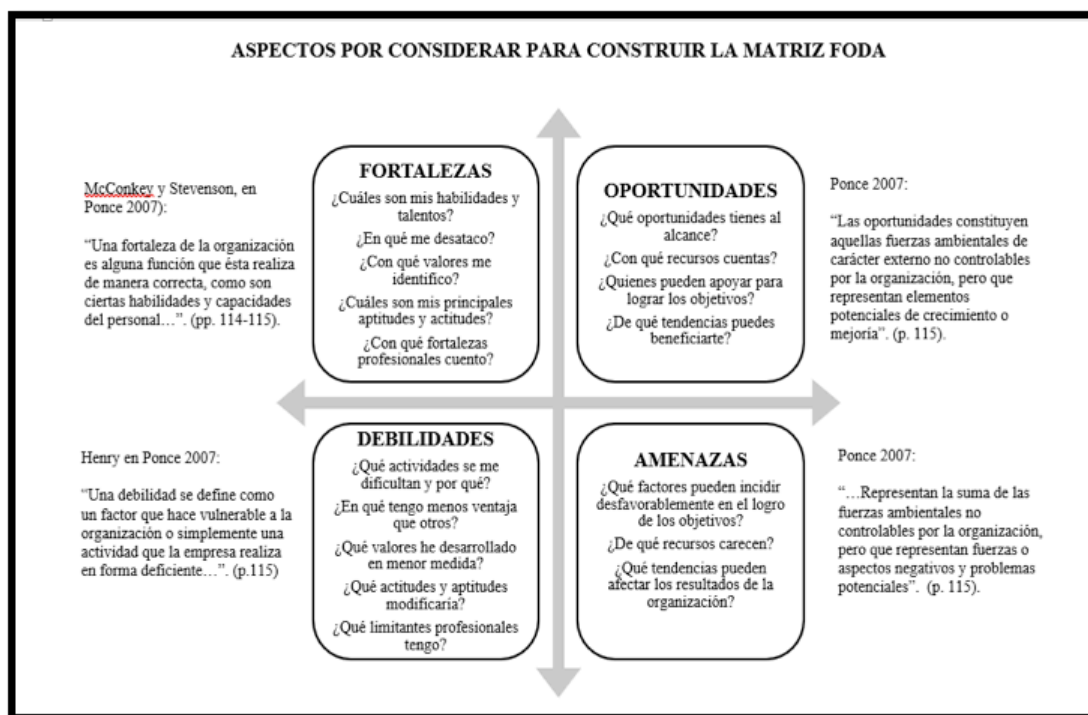 ASPECTOS POR CONSIDERAR PARA CONSTRUIR LA MATRIZ FODA
McConkey y Stevenson, en
Ponce 2007):
“Una fortaleza de la organización
es alguna función que ésta realiza
de manera correcta, como son
ciertas habilidades y capacidades
del personal…”. (pp. 114-115).
FORTALEZAS
¿Cuáles son mis habilidades y
talentos?
¿En qué me desataco?
¿Con qué valores me
identifico?
¿Cuáles son mis principales
aptitudes y actitudes?
¿Con qué fortalezas
profesionales cuento?
OPORTUNIDADES
¿Qué oportunidades tienes al
alcance?
¿Con qué recursos cuentas?
¿Quienes pueden apoyar para
lograr los objetivos?
¿De qué tendencias puedes
beneficiarte?
Ponce 2007:
“Las oportunidades constituyen
aquellas fuerzas ambientales de
carácter externo no controlables
por la organización, pero que
representan elementos
potenciales de crecimiento o
mejoría”. (p. 115).
Henry en Ponce 2007:
“Una debilidad se define como
un factor que hace vulnerable a la
organización o simplemente una
actividad que la empresa realiza
en forma deficiente…”. (p.115)
DEBILIDADES
¿Qué actividades se me
dificultan y por qué?
¿En qué tengo menos ventaja
que otros?
¿Qué valores he desarrollado
en menor medida?
¿Qué actitudes y aptitudes
modificaría?
¿Qué limitantes profesionales
tengo?
AMENAZAS
¿Qué factores pueden incidir
desfavorablemente en el logro
de los objetivos?
¿De qué recursos carecen?
¿Qué tendencias pueden
afectar los resultados de la
organización?
Ponce 2007:
“…Representan la suma de las
fuerzas ambientales no
controlables por la organización,
pero que representan fuerzas o
aspectos negativos y problemas
potenciales”. (p. 115).